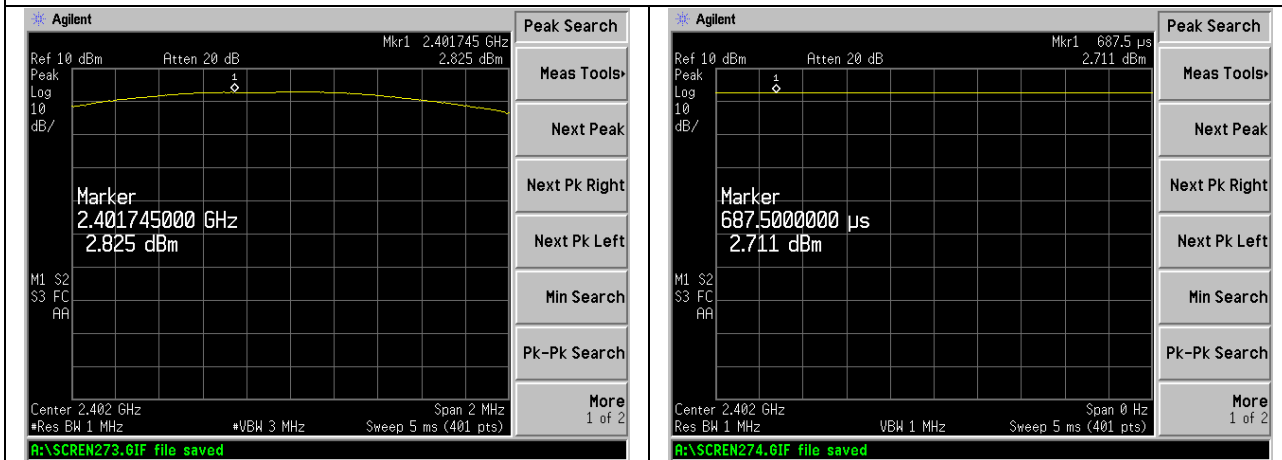 Agilent
Mkr1 2.401745 GHz
Ref 10 dBm Atten 20 dB 2.825 dBm
Peak
Log
10
dB/
1
Marker
2.401745000 GHz
2.825 dBm
M1 S2
S3 FC
AA
Center 2.402 GHz Span 2 MHz
#Res BW 1 MHz #VBW 3 MHz Sweep 5 ms (401 pts)
A:\SCREN273.GIF file saved
Peak Search
Meas Tools
Next Peak
Next Pk Right
Next Pk Left
Min Search
Pk-Pk Search
More
1 of 2
Agilent
Mkr1 687.5 µs
Ref 10 dBm Atten 20 dB 2.711 dBm
Peak
Log
10
dB/
1
Marker
687.5000000 µs
2.711 dBm
M1 S2
S3 FC
AA
Center 2.402 GHz Span 0 Hz
Res BW 1 MHz VBW 1 MHz Sweep 5 ms (401 pts)
A:\SCREN274.GIF file saved
Peak Search
Meas Tools
Next Peak
Next Pk Right
Next Pk Left
Min Search
Pk-Pk Search
More
1 of 2